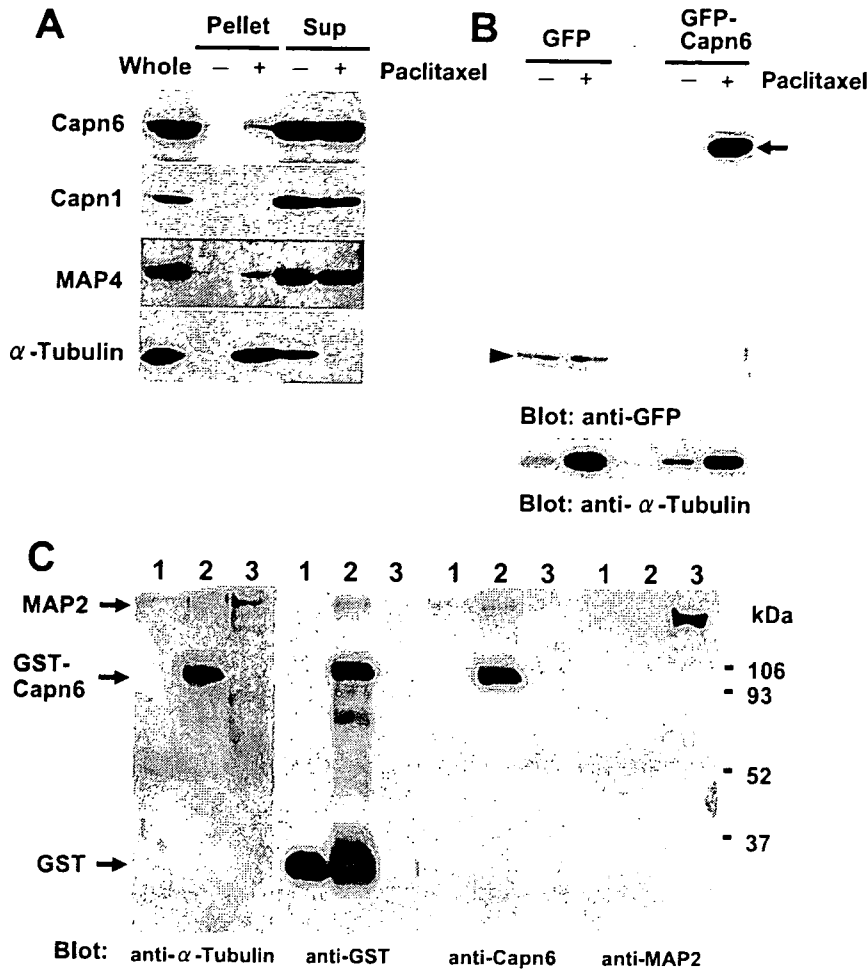 A
Pellet Sup
Whole − + − + Paclitaxel
Capn6
Capn1
MAP4
α-Tubulin
B
GFP
GFP-
Capn6
− + − + Paclitaxel
Blot: anti-GFP
Blot: anti-α-Tubulin
C
1 2 3 1 2 3 1 2 3 1 2 3
MAP2
kDa
GST-
Capn6
106
93
52
37
GST
Blot: anti-α-Tubulin anti-GST anti-Capn6 anti-MAP2